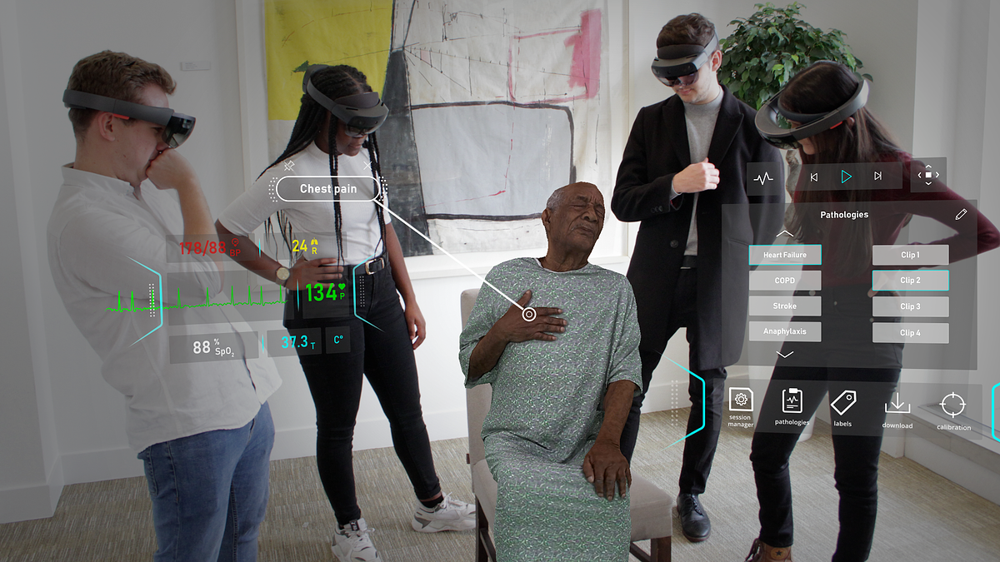 Chest pain
178/88 BP
24 R
134 P
88 % SpO2
37.3 T
C°
Pathologies
Heart Failure
COPD
Stroke
Anaphylaxis
Clip 1
Clip 2
Clip 3
Clip 4
session
manager
pathologies
labels
download
calibration